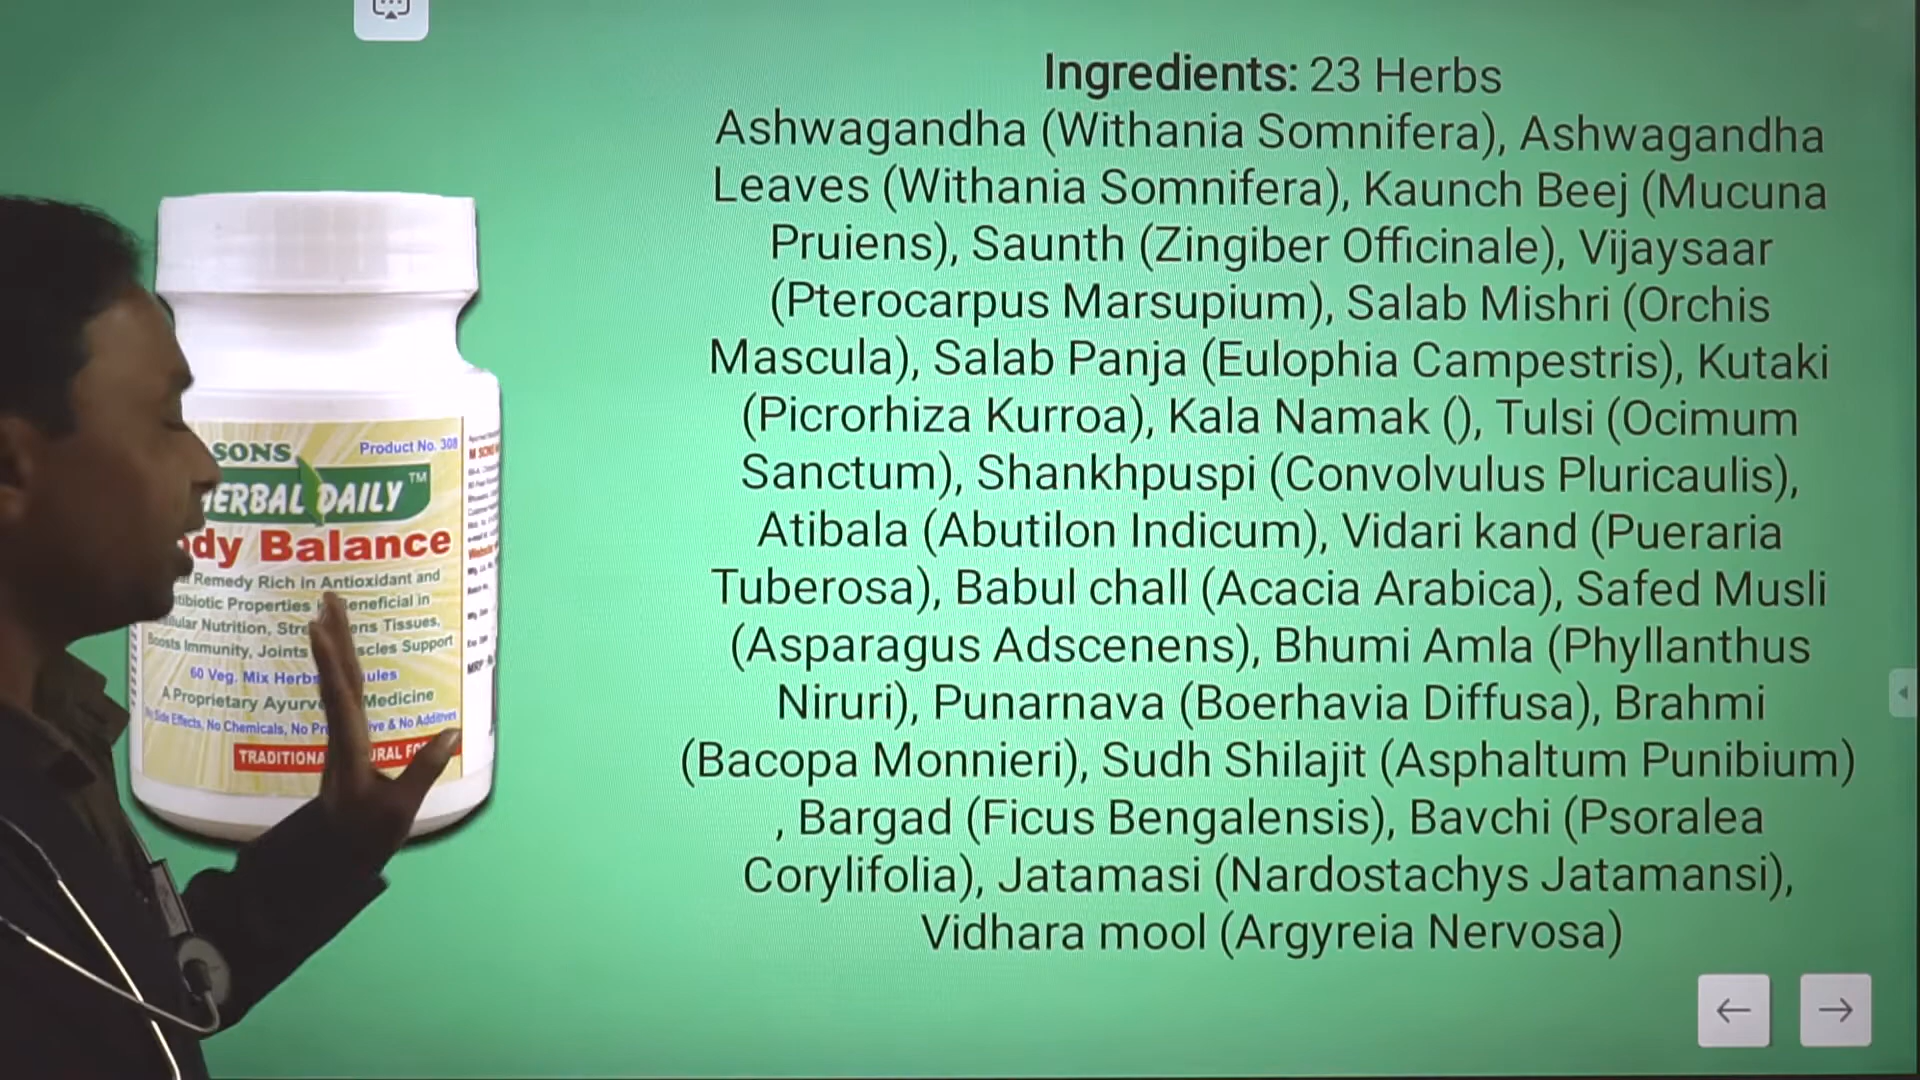 Ingredients: 23 Herbs
Ashwagandha (Withania Somnifera), Ashwagandha
Leaves (Withania Somnifera), Kaunch Beej (Mucuna
Pruiens), Saunth (Zingiber Officinale), Vijaysaar
(Pterocarpus Marsupium), Salab Mishri (Orchis
Mascula), Salab Panja (Eulophia Campestris), Kutaki
(Picrorhiza Kurroa), Kala Namak (), Tulsi (Ocimum
Sanctum), Shankhpuspi (Convolvulus Pluricaulis),
Atibala (Abutilon Indicum), Vidari kand (Pueraria
Tuberosa), Babul chall (Acacia Arabica), Safed Musli
(Asparagus Adscenens), Bhumi Amla (Phyllanthus
Niruri), Punarnava (Boerhavia Diffusa), Brahmi
(Bacopa Monnieri), Sudh Shilajit (Asphaltum Punibium)
, Bargad (Ficus Bengalensis), Bavchi (Psoralea
Corylifolia), Jatamasi (Nardostachys Jatamansi),
Vidhara mool (Argyreia Nervosa)
SONS
Product No. 308
HERBAL DAILY™
Balance
Remedy Rich in Antioxidant and
Properties Beneficial in
Nutrition, Tissues,
Boosts Immunity, Joints Support
60 Veg. Mix
A Proprietary Medicine
Side Effects, No Chemicals, No & No Additives